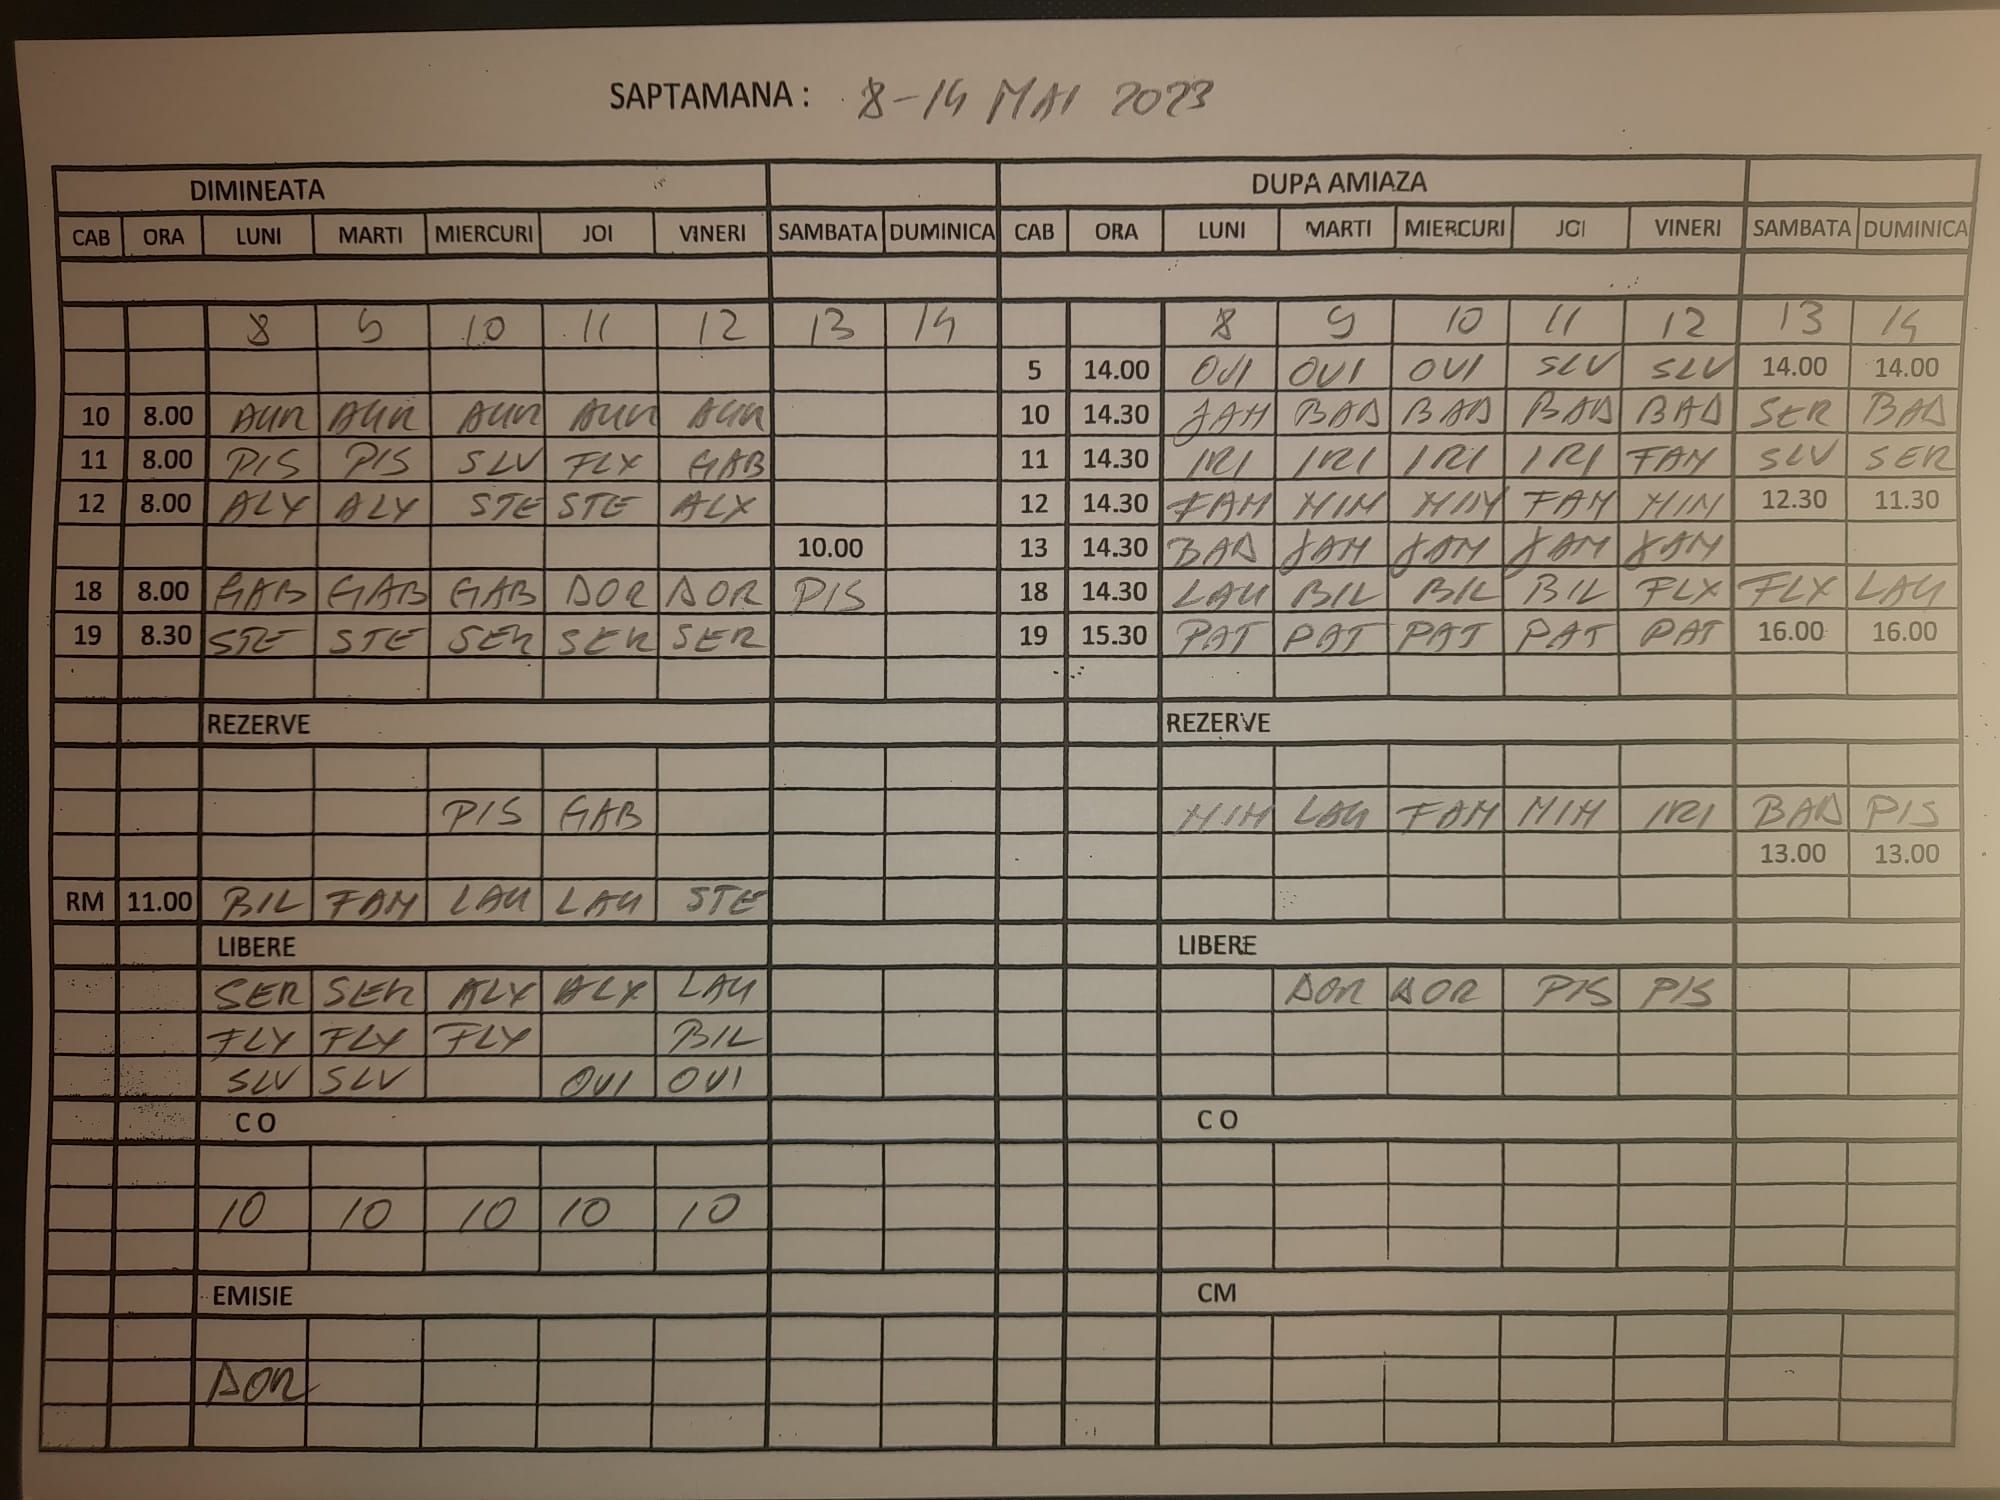 SAPTAMANA : 8-14 MAI 2023
DIMINEATA DUPA AMIAZA
CAB ORA LUNI MARTI MIERCURI JOI VINERI SAMBATA DUMINICA CAB ORA LUNI MARTI MIERCURI JOI VINERI SAMBATA DUMINICA
8 9 10 11 12 13 14 8 9 10 11 12 13 14
5 14.00 OVI OVI OVI SLV SLV 14.00 14.00
10 8.00 AUR AUR AUR AUR AUR 10 14.30 JAM BAD BAD BAD BAD SER BAD
11 8.00 PIS PIS SLV FLX GAB 11 14.30 IRI IRI IRI IRI FAM SLV SER
12 8.00 ALX ALX STE STE ALX 12 14.30 FAM MIH MIH FAM MIH 12.30 11.30
10.00 13 14.30 BAD JAM JAM JAM JAM
18 8.00 GAB GAB GAB DOR DOR PIS 18 14.30 LAU BIL BIL BIL FLX FLX LAU
19 8.30 STE STE SER SER SER 19 15.30 PAT PAT PAT PAT PAT 16.00 16.00
REZERVE REZERVE
PIS GAB MIH LAU FAM MIH IRI BAD PIS
13.00 13.00
RM 11.00 BIL FAM LAU LAU STE
LIBERE LIBERE
SER SER ALX ALX LAU DOR DOR PIS PIS
FLX FLX FLX BIL
SLV SLV OVI OVI
C O C O
10 10 10 10 10
EMISIE CM
DOR